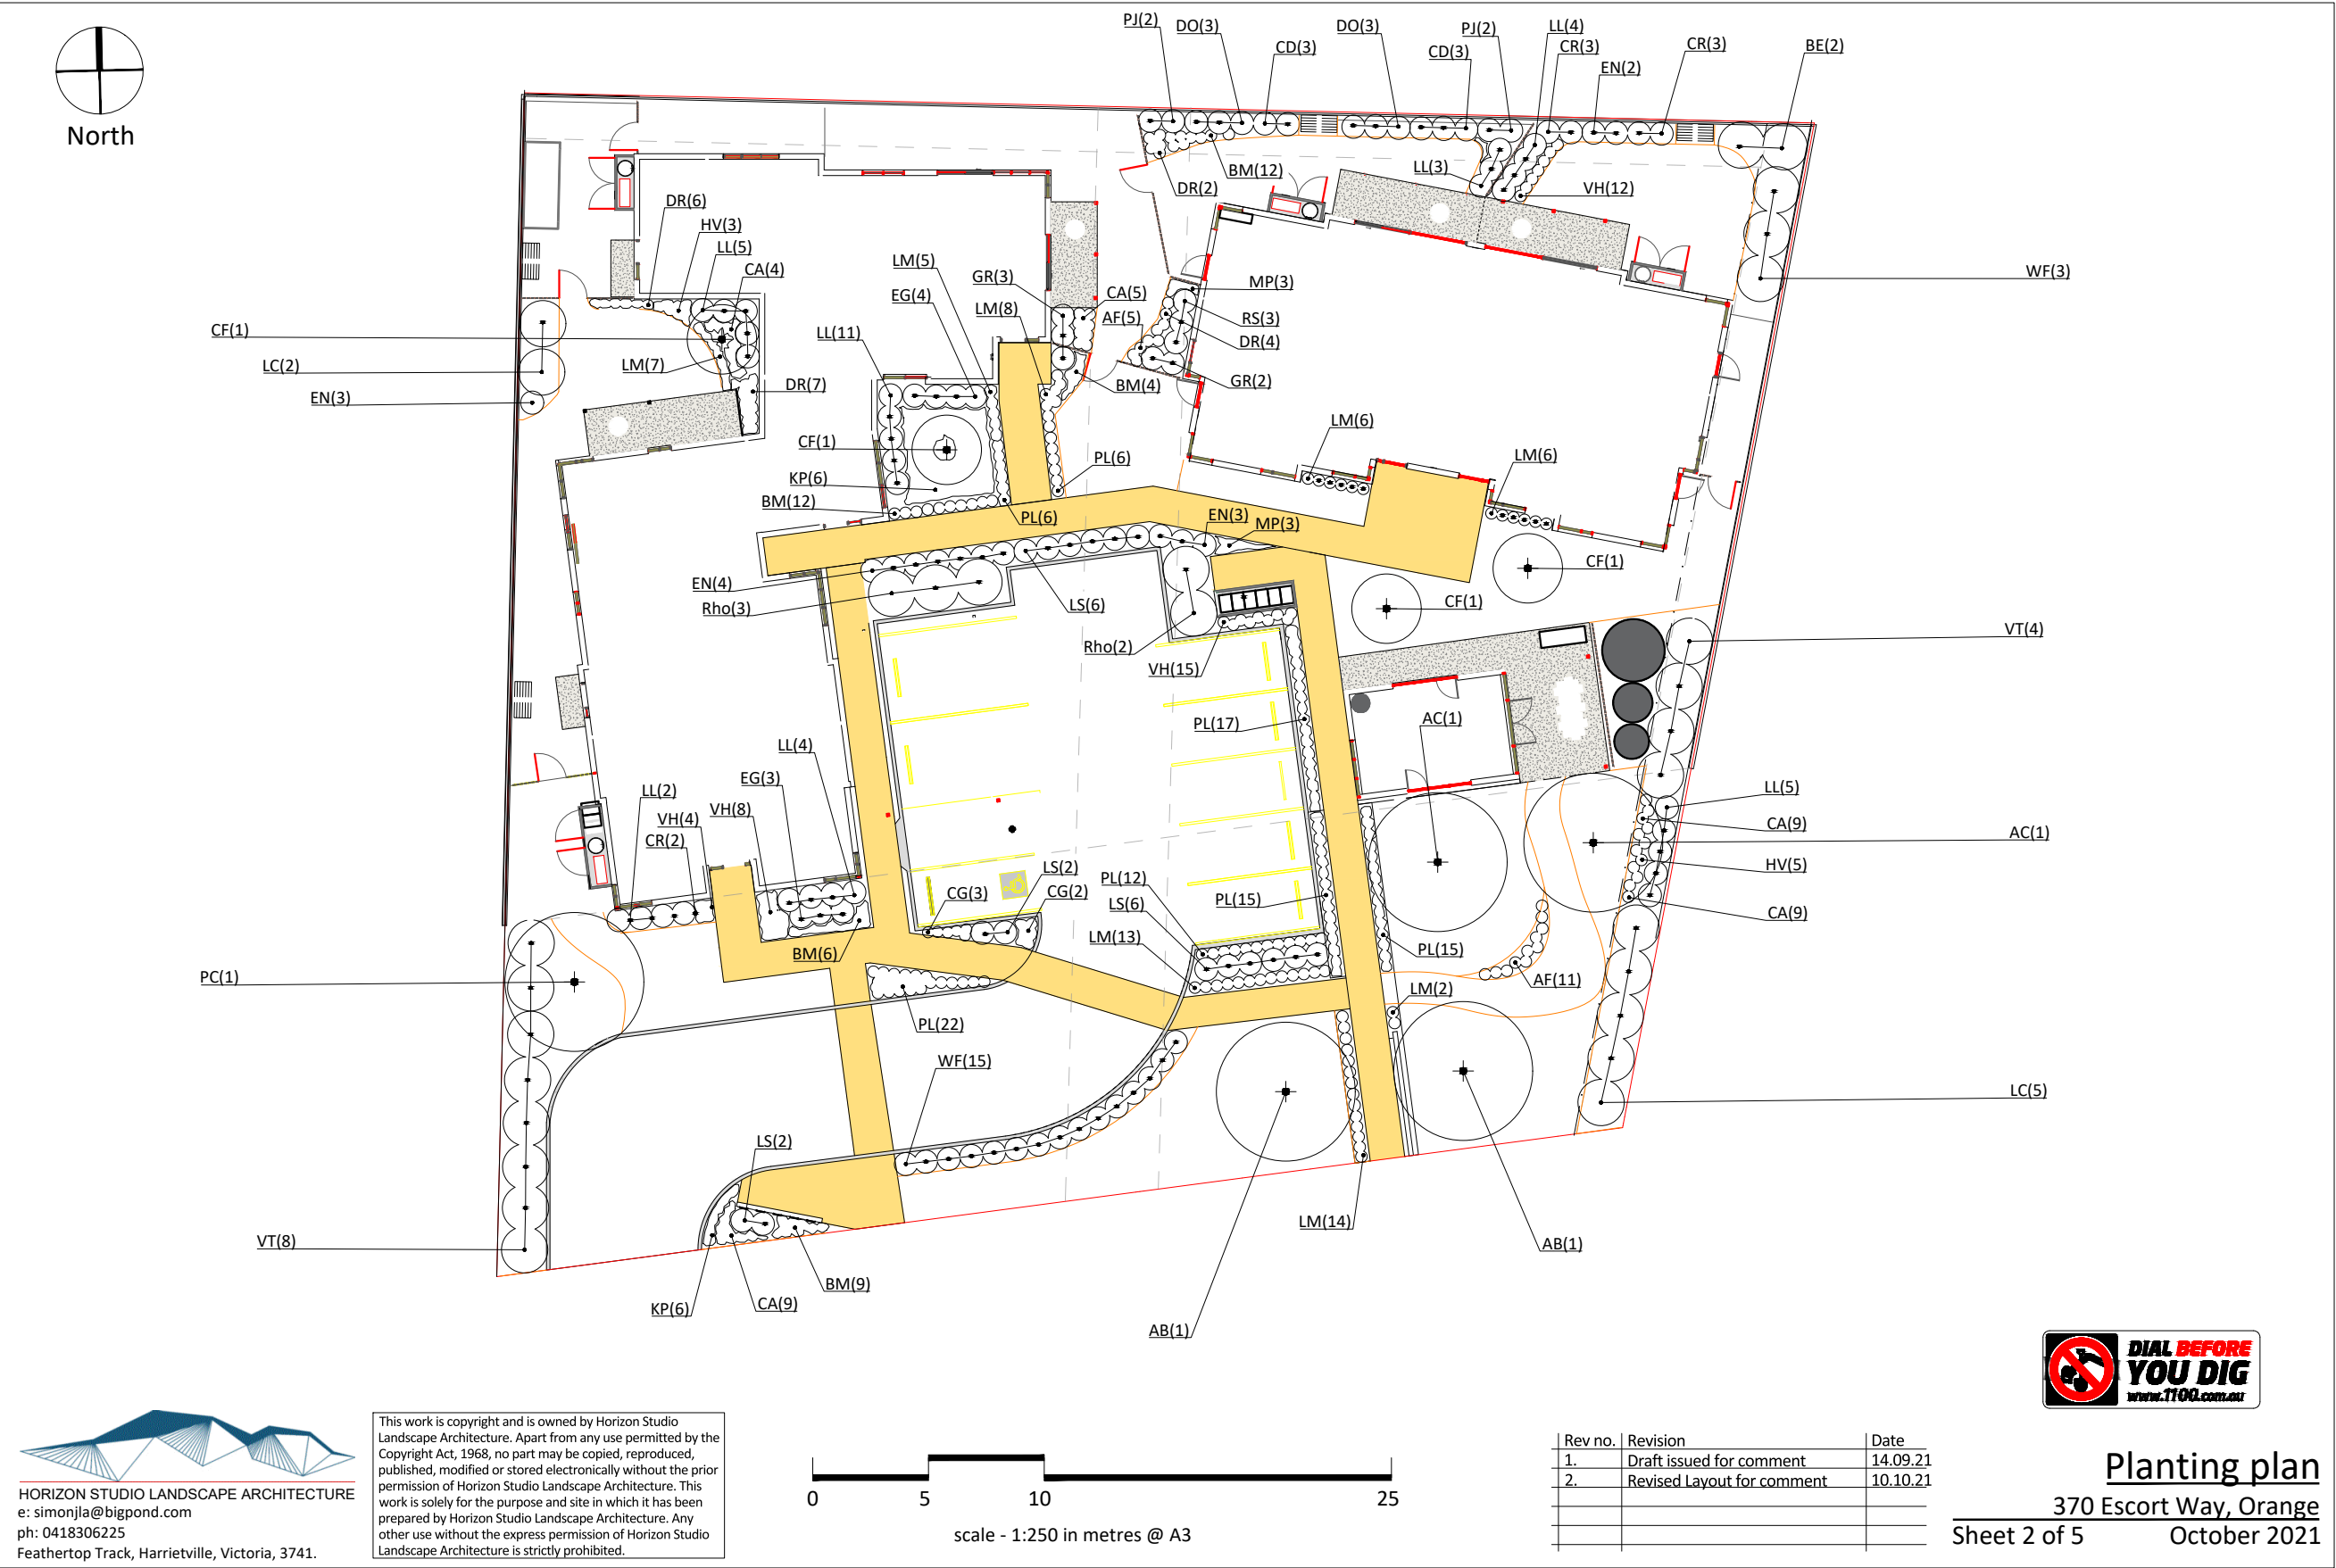 PJ(2)
DO(3)
CD(3)
DO(3)
CD(3)
PJ(2)
LL(4)
CR(3)
EN(2)
CR(3)
BE(2)
North
BM(12)
DR(2)
LL(3)
VH(12)
DR(6)
HV(3)
LL(5)
CA(4)
LM(5)
GR(3)
EG(4)
LM(8)
CA(5)
AF(5)
MP(3)
RS(3)
DR(4)
WF(3)
CF(1)
LC(2)
EN(3)
LL(11)
LM(7)
DR(7)
BM(4)
GR(2)
CF(1)
KP(6)
BM(12)
PL(6)
PL(6)
LM(6)
LM(6)
EN(3)
MP(3)
EN(4)
Rho(3)
LS(6)
CF(1)
CF(1)
Rho(2)
VH(15)
VT(4)
PL(17)
AC(1)
LL(4)
EG(3)
LL(2)
VH(8)
VH(4)
CR(2)
LL(5)
CA(9)
AC(1)
HV(5)
CA(9)
LS(2)
CG(3)
CG(2)
PL(12)
LS(6)
PL(15)
LM(13)
BM(6)
PL(15)
AF(11)
LM(2)
PC(1)
PL(22)
WF(15)
LC(5)
LS(2)
VT(8)
LM(14)
AB(1)
BM(9)
KP(6)
CA(9)
AB(1)
DIAL BEFORE
YOU DIG
www.1100.com.au
HORIZON STUDIO LANDSCAPE ARCHITECTURE
e: simonjla@bigpond.com
ph: 0418306225
Feathertop Track, Harrietville, Victoria, 3741.
This work is copyright and is owned by Horizon Studio
Landscape Architecture. Apart from any use permitted by the
Copyright Act, 1968, no part may be copied, reproduced,
published, modified or stored electronically without the prior
permission of Horizon Studio Landscape Architecture. This
work is solely for the purpose and site in which it has been
prepared by Horizon Studio Landscape Architecture. Any
other use without the express permission of Horizon Studio
Landscape Architecture is strictly prohibited.
0 5 10 25
scale - 1:250 in metres @ A3
Rev no. Revision Date
1. Draft issued for comment 14.09.21
2. Revised Layout for comment 10.10.21
Planting plan
370 Escort Way, Orange
Sheet 2 of 5 October 2021